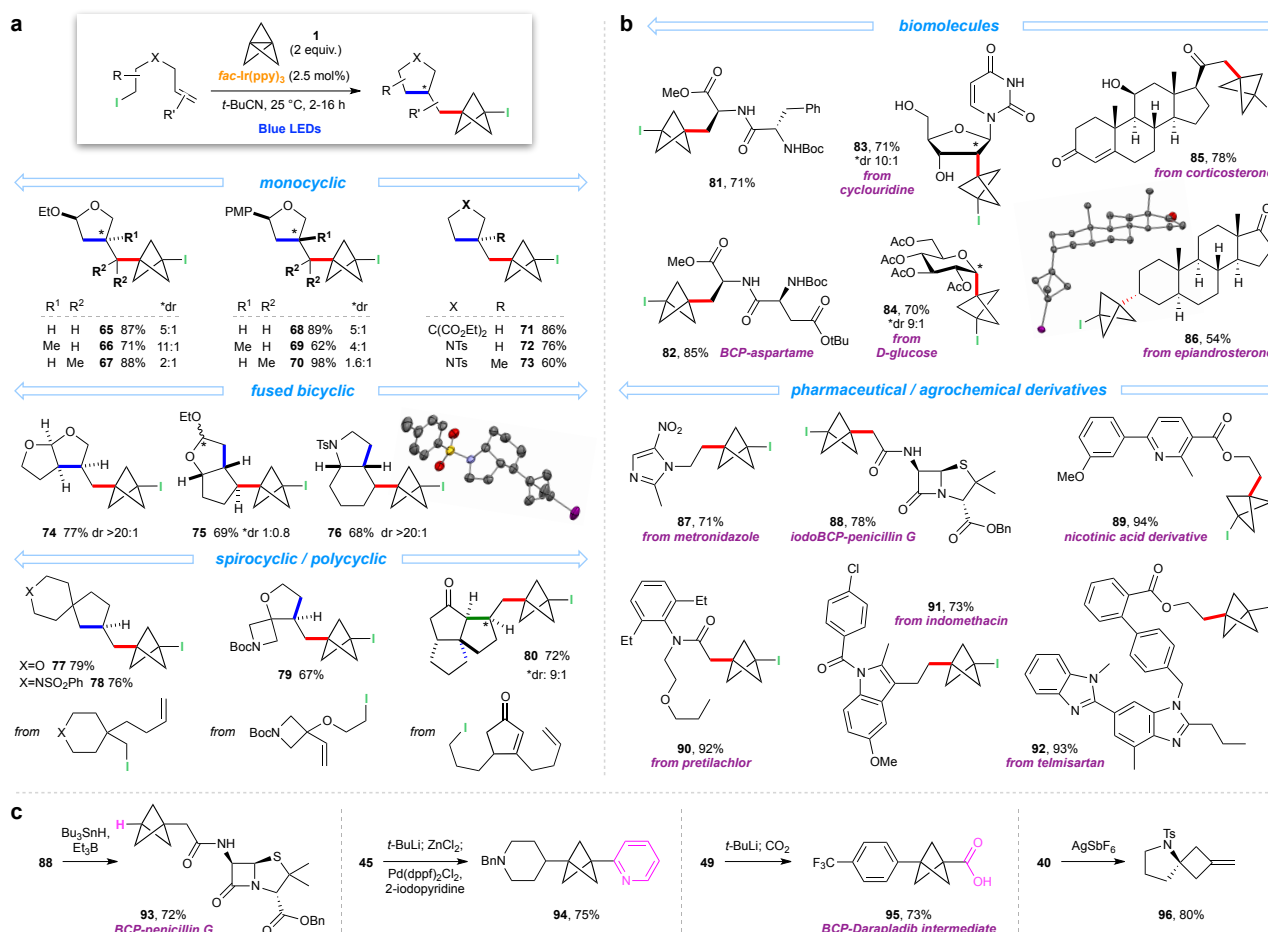 a
1
(2 equiv.)
fac-Ir(ppy)3 (2.5 mol%)
t-BuCN, 25 °C, 2-16 h
Blue LEDs
X
R
I
R'
X
R
*
R'
I
monocyclic
EtO
O
*
R1
R2
R2
I
PMP
O
*
R1
R2
R2
I
X
R
I
R1 R2 *dr
H H 65 87% 5:1
Me H 66 71% 11:1
H Me 67 88% 2:1
R1 R2 *dr
H H 68 89% 5:1
Me H 69 62% 4:1
H Me 70 98% 1.6:1
X R
C(CO2Et)2 H 71 86%
NTs H 72 76%
NTs Me 73 60%
fused bicyclic
H
O
O
H
I
74 77% dr >20:1
EtO
*
O
H
H
H
I
75 69% *dr 1:0.8
Ts
N
H
H
H
I
76 68% dr >20:1
spirocyclic / polycyclic
X
H
I
X=O 77 79%
X=NSO2Ph 78 76%
O
H
BocN
I
79 67%
O
H
*
H
I
80 72%
*dr: 9:1
from
X
I
from
BocN
O
I
from
I
O
b
biomolecules
MeO
O
H
N
Ph
O
NHBoc
I
81, 71%
O
NH
N
O
HO
O
*
OH
I
83, 71%
*dr 10:1
from
cyclouridine
O
HO
H
H
H
O
85, 78%
from corticosterone
MeO
O
H
N
NHBoc
O
O
OtBu
I
82, 85% BCP-aspartame
AcO
AcO
AcO
O
OAc
*
I
84, 70%
*dr 9:1
from
D-glucose
O
H
H
H
H
I
86, 54%
from epiandrosterone
pharmaceutical / agrochemical derivatives
NO2
N
N
Me
I
87, 71%
from metronidazole
I
O
H
N
S
O
N
O
OBn
88, 78%
iodoBCP-penicillin G
OMe
N
Me
O
O
I
89, 94%
nicotinic acid derivative
Et
Et
N
O
O
I
90, 92%
from pretilachlor
Cl
O
N
Me
OMe
I
91, 73%
from indomethacin
O
O
Me
N
N
N
N
Me
92, 93%
from telmisartan
c
88
Bu3SnH,
Et3B
H
O
H
N
S
O
N
O
OBn
93, 72%
BCP-penicillin G
45
t-BuLi; ZnCl2;
Pd(dppf)2Cl2,
2-iodopyridine
BnN
N
94, 75%
49
t-BuLi; CO2
F3C
O
OH
95, 73%
BCP-Darapladib intermediate
40
AgSbF6
Ts
N
96, 80%